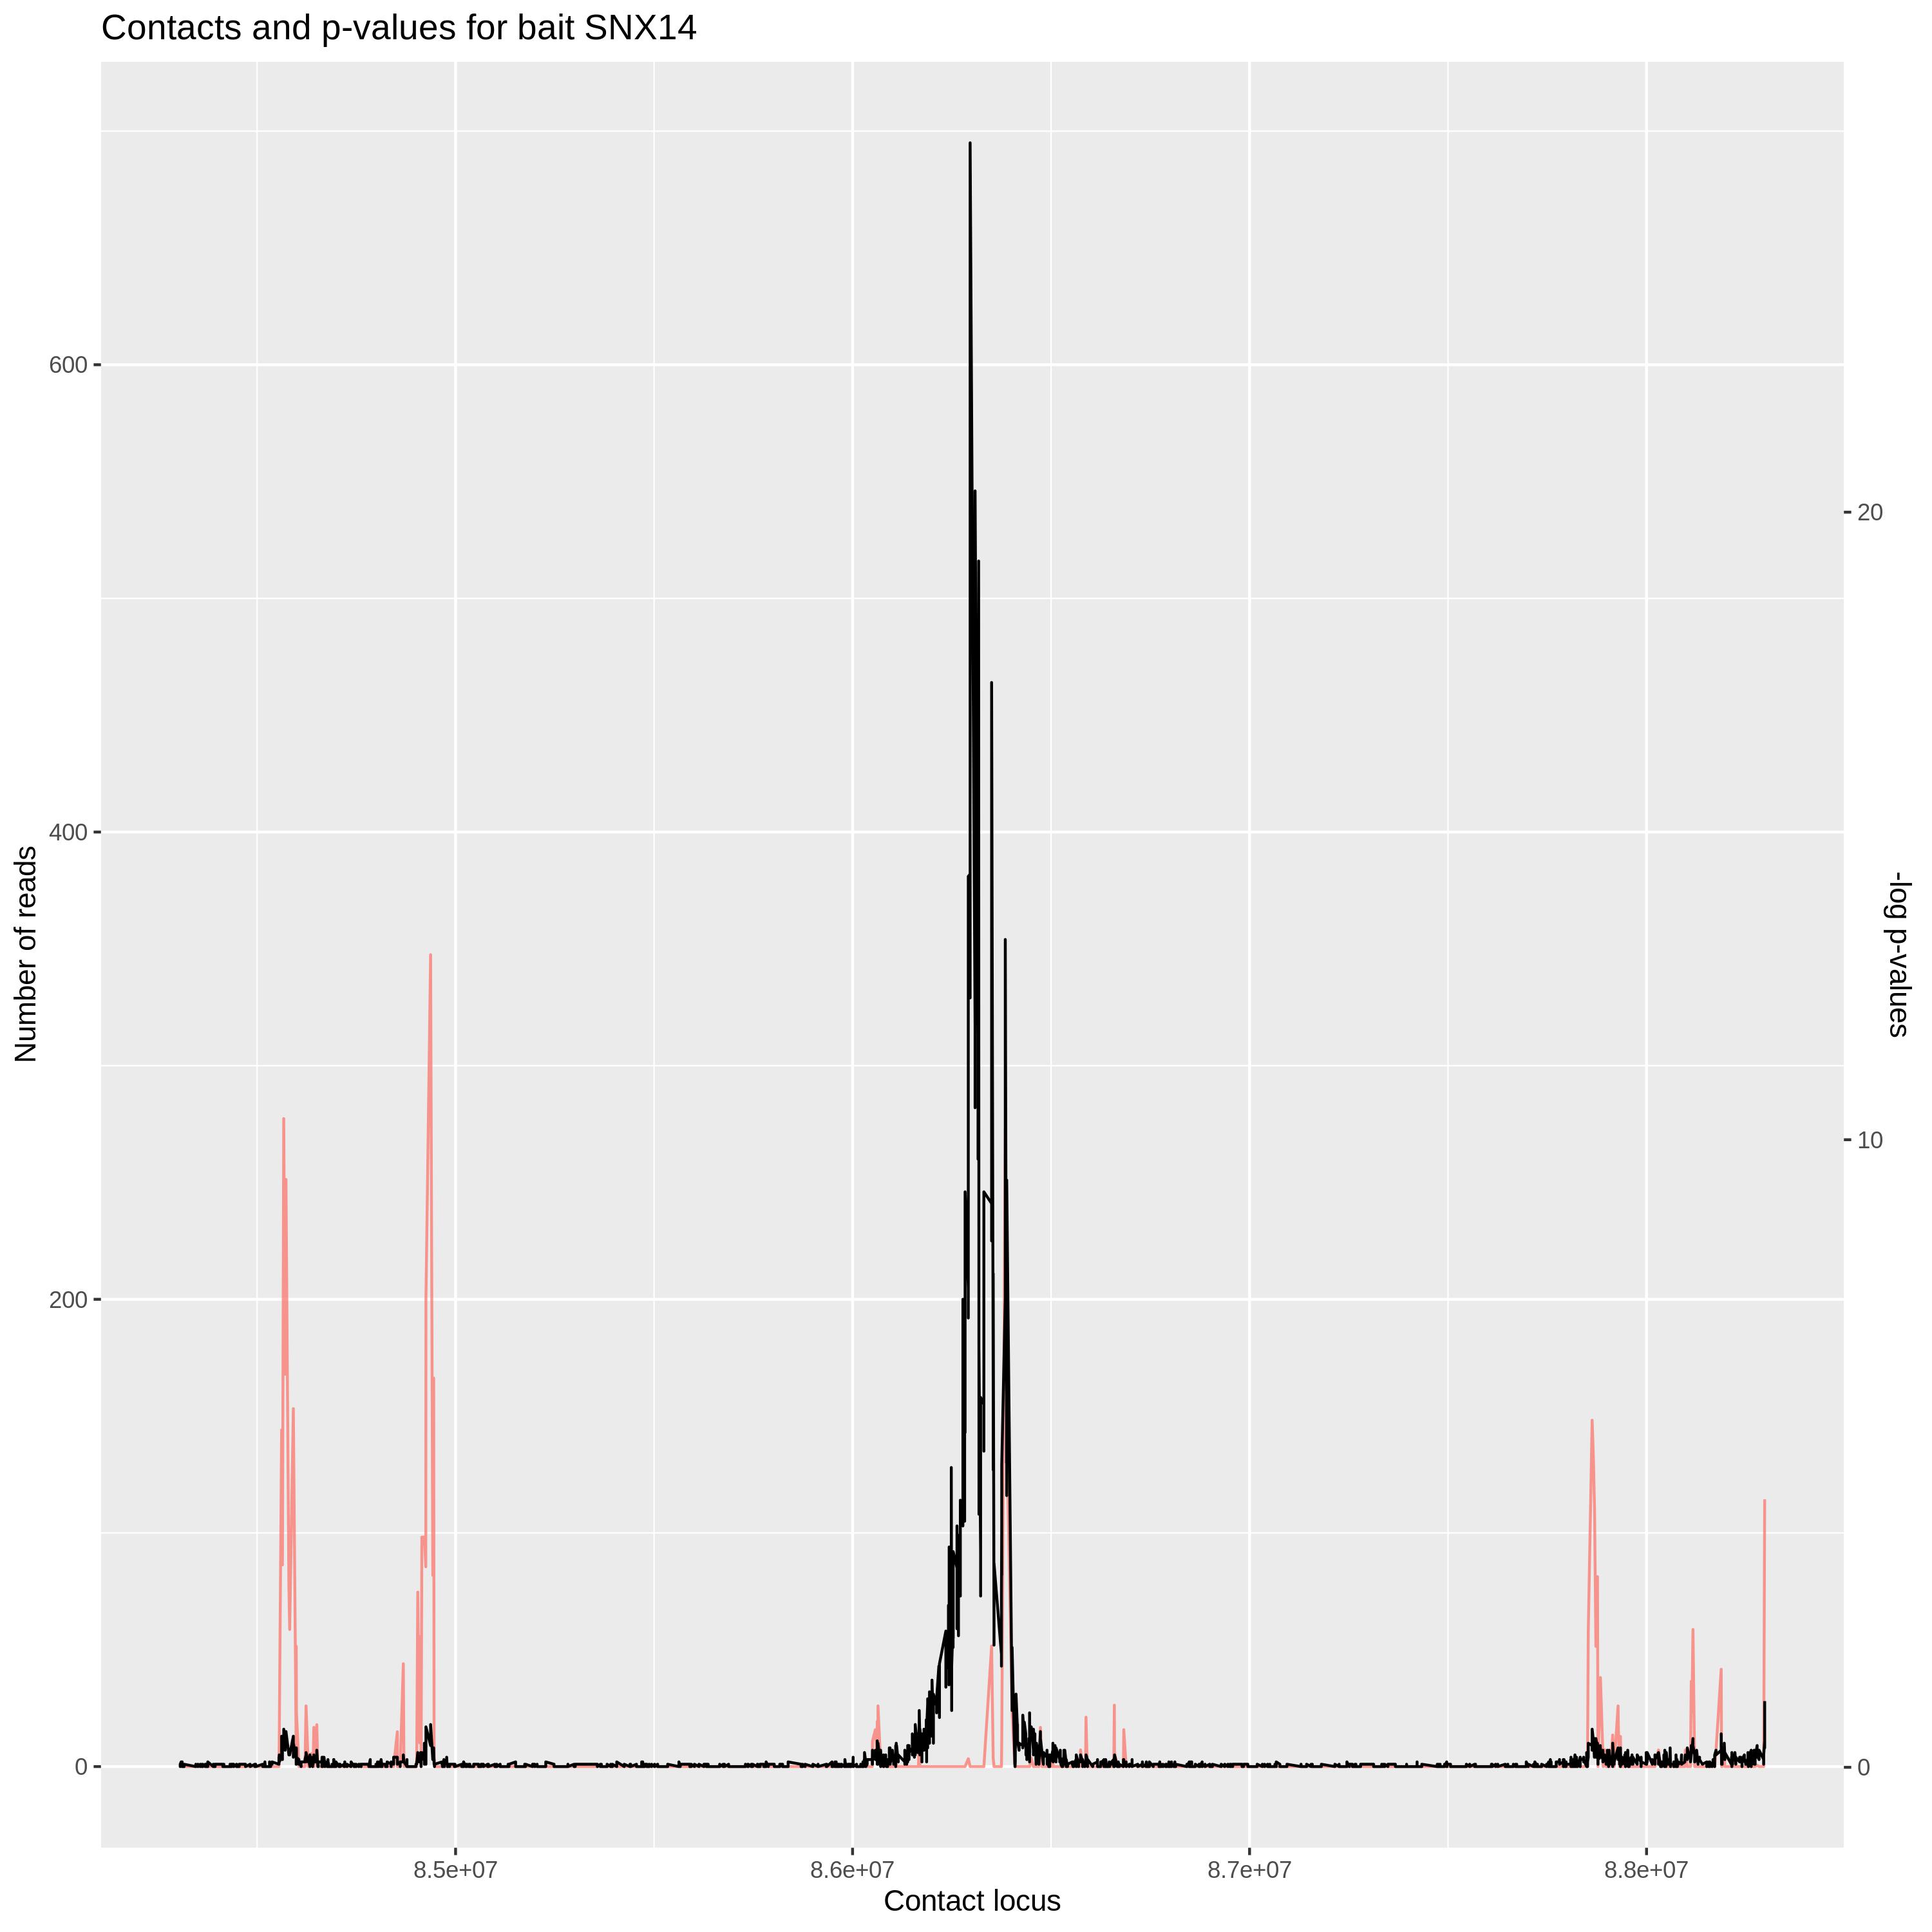 Contacts and p-values for bait SNX14
600
400
200
0
Number of reads
20
10
0
-log p-values
8.5e+07
8.6e+07
8.7e+07
8.8e+07
Contact locus